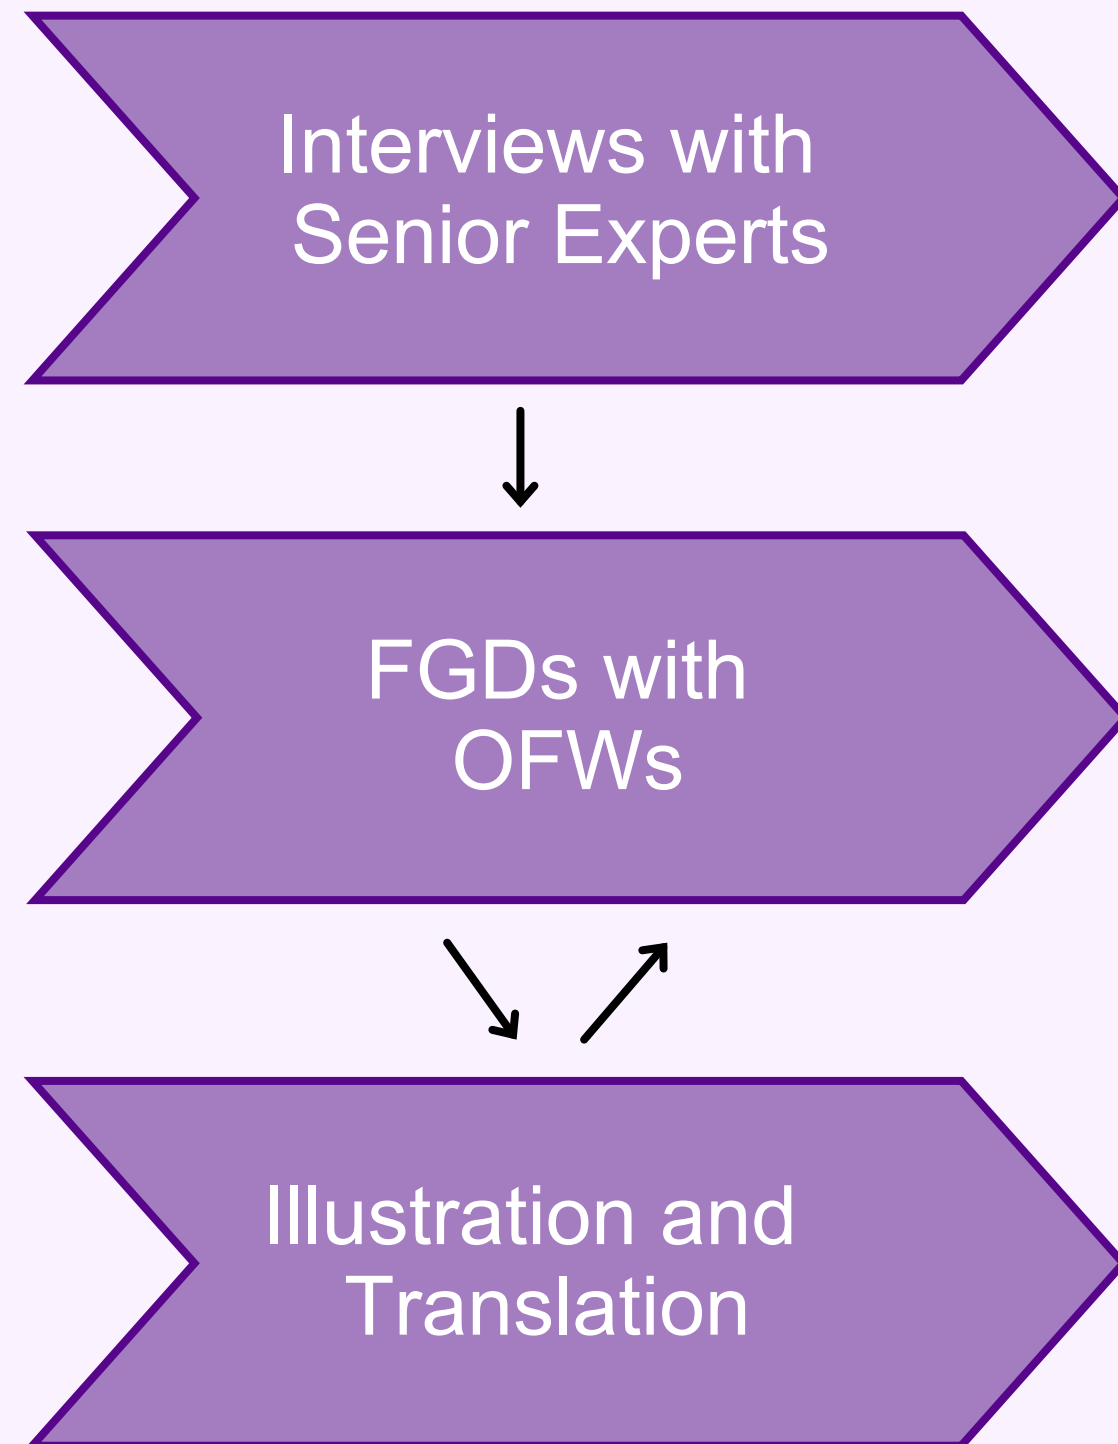 Interviews with
Senior Experts
FGDs with
OFWs
Illustration and
Translation